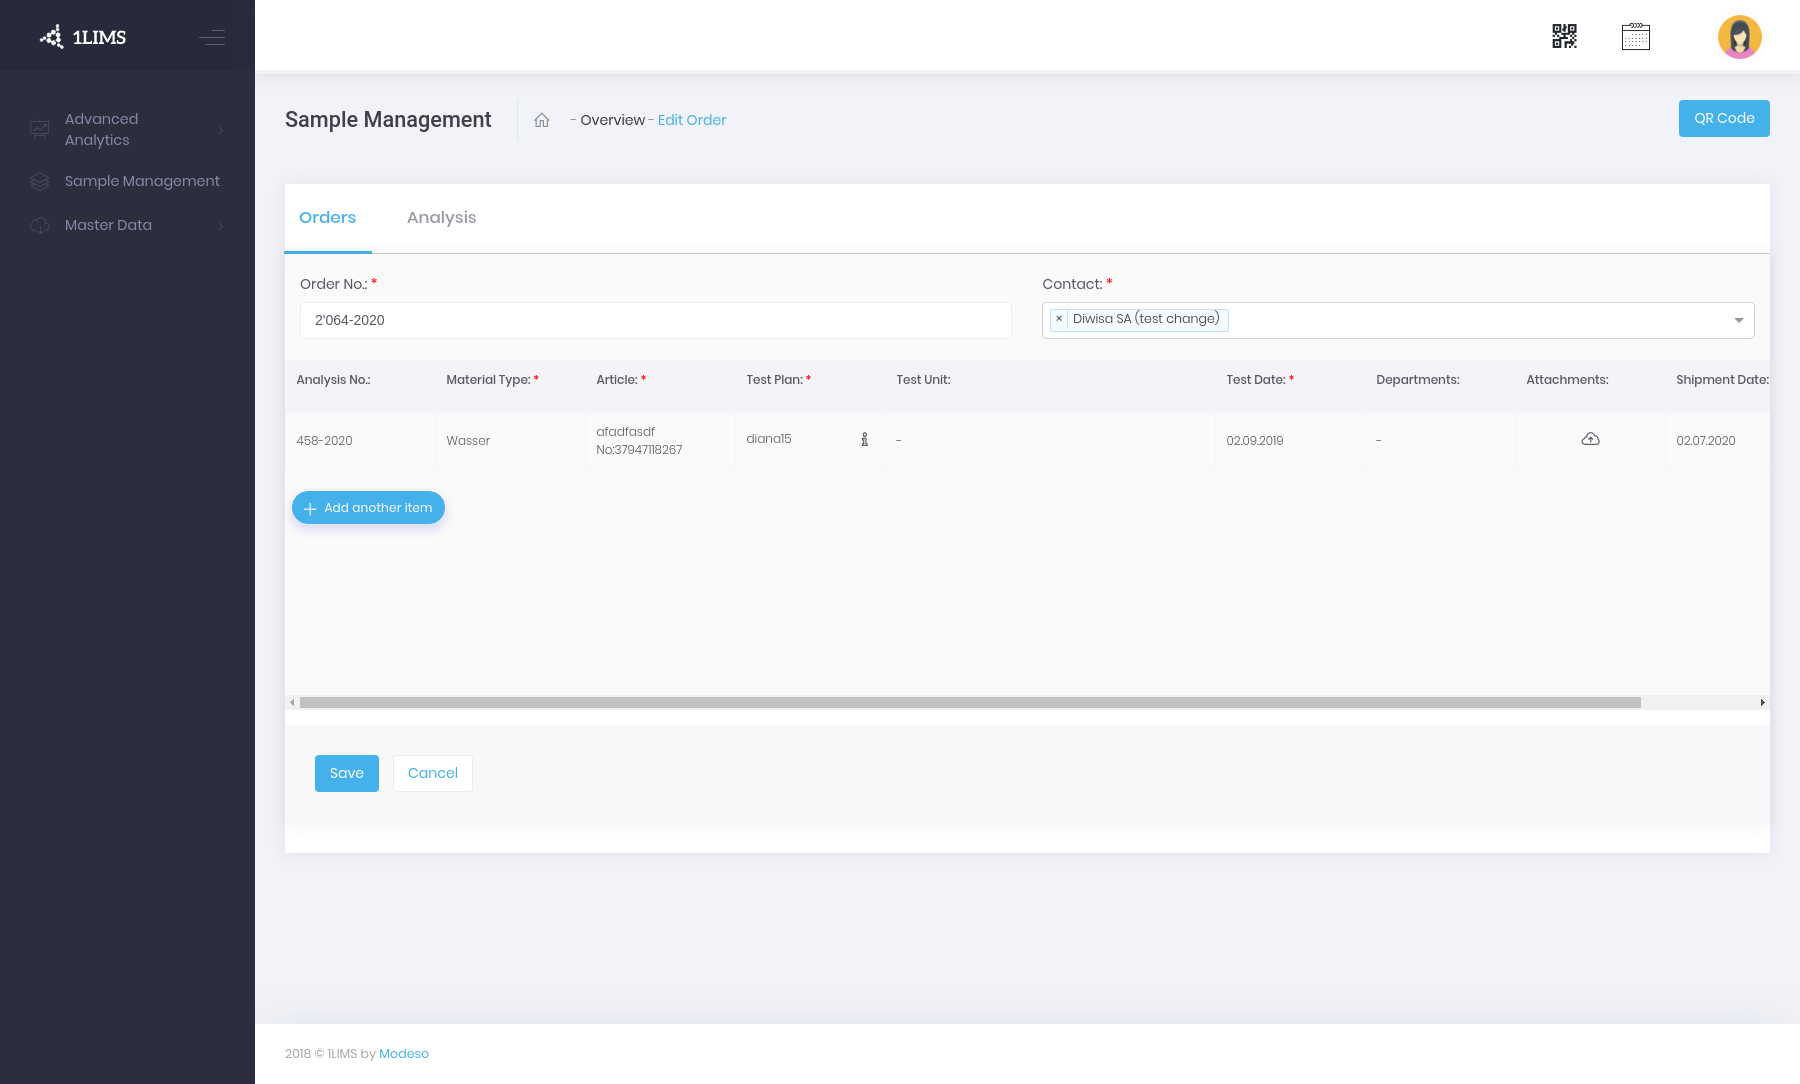 1LIMS
Advanced
Analytics
Sample Management
Master Data
Sample Management
- Overview - Edit Order
QR Code
Orders
Analysis
Order No.: *
Contact: *
2'064-2020
× Diwisa SA (test change)
Analysis No.: Material Type: * Article: * Test Plan: * Test Unit: Test Date: * Departments: Attachments: Shipment Date:
458-2020 Wasser afadfasdf diana15 - 02.09.2019 - 02.07.2020
No:37947118267
Add another item
Save
Cancel
2018 © 1LIMS by Modeso